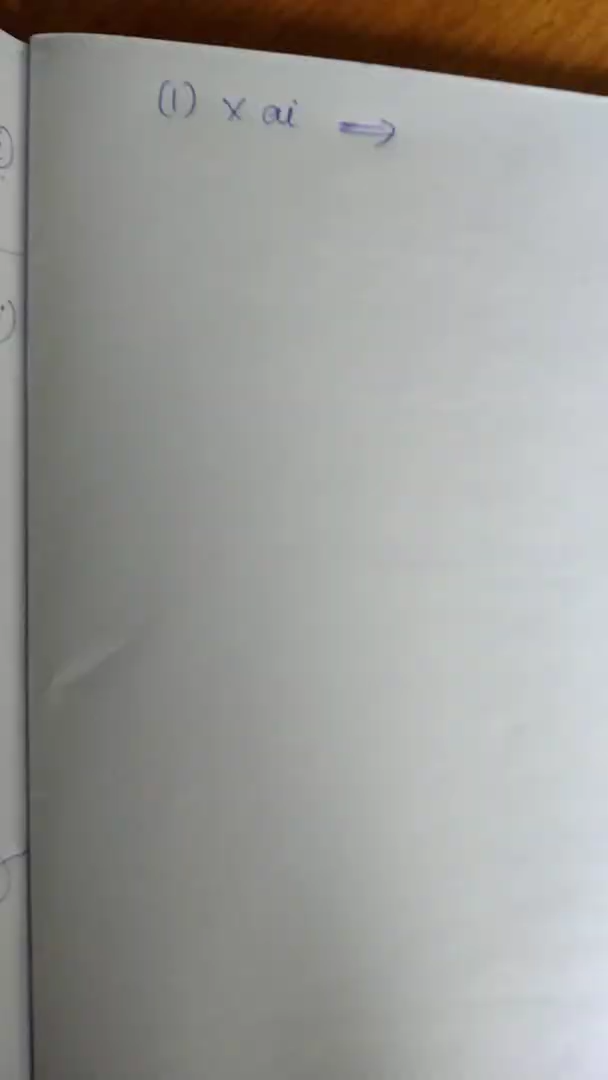 (1) × ai ⇒